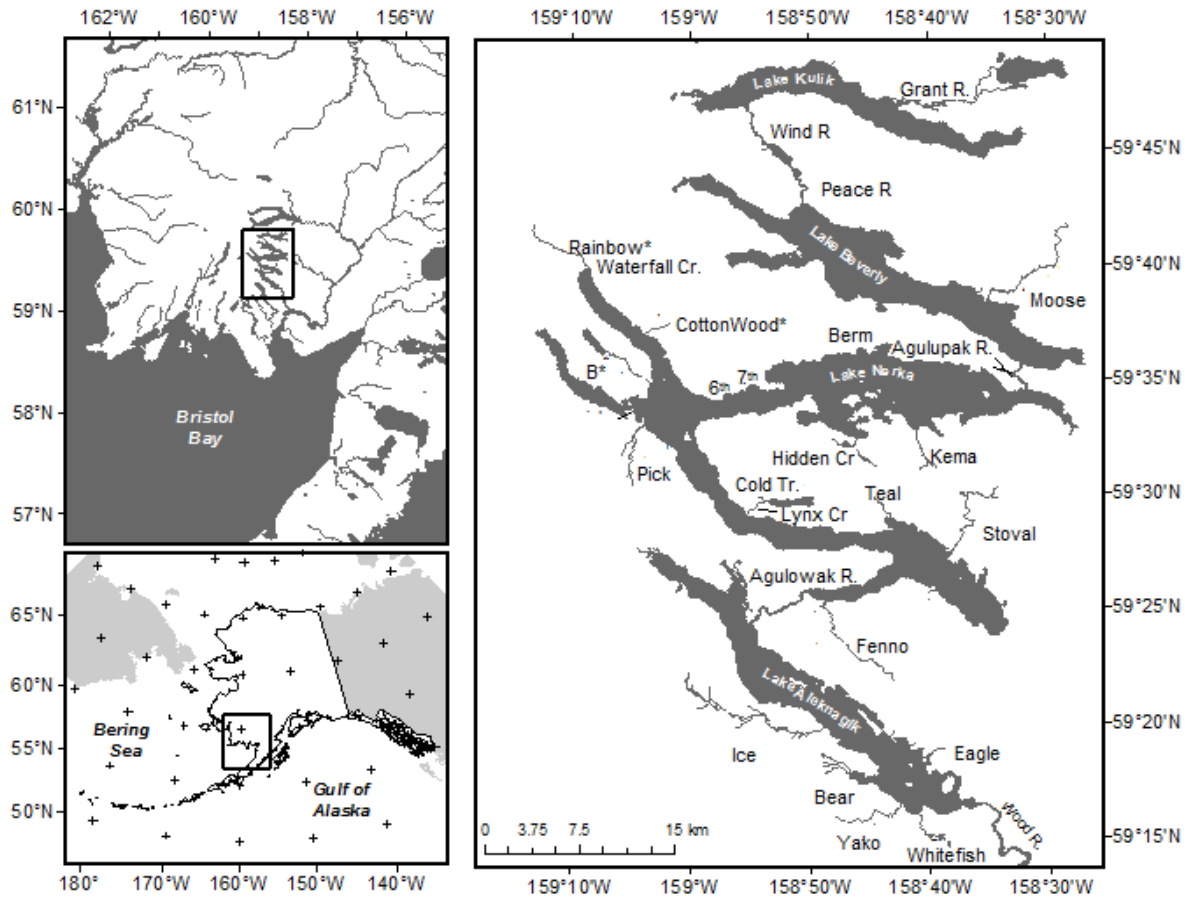 162°W 160°W 158°W 156°W
61°N
60°N
59°N
58°N
57°N
Bristol
Bay
65°N
60°N
55°N
50°N
Bering
Sea
Gulf of
Alaska
180° 170°W 160°W 150°W 140°W
159°10'W 159°W 158°50'W 158°40'W 158°30'W
Lake Kulik
Grant R.
Wind R
59°45'N
Peace R
Lake Beverly
Rainbow*
Waterfall Cr.
59°40'N
Moose
CottonWood*
Berm
Agulupak R.
B*
6th 7th
Lake Nerka
59°35'N
Hidden Cr
Kema
Pick
Cold Tr.
Teal
59°30'N
Lynx Cr
Stoval
Agulowak R.
59°25'N
Fenno
Lake Aleknagik
59°20'N
Ice
Eagle
Bear
Wood R.
Yako
Whitefish
59°15'N
0 3.75 7.5 15 km
159°10'W 159°W 158°50'W 158°40'W 158°30'W